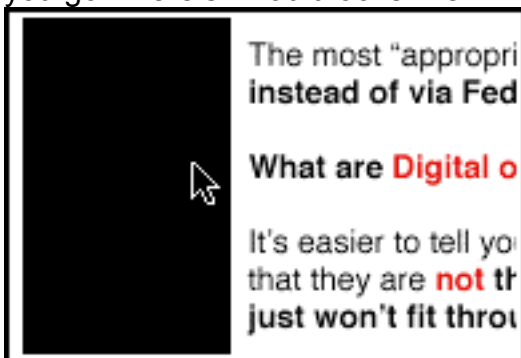 The most “appropri
instead of via Fed
What are Digital o
It's easier to tell yo
that they are not th
just won't fit throu